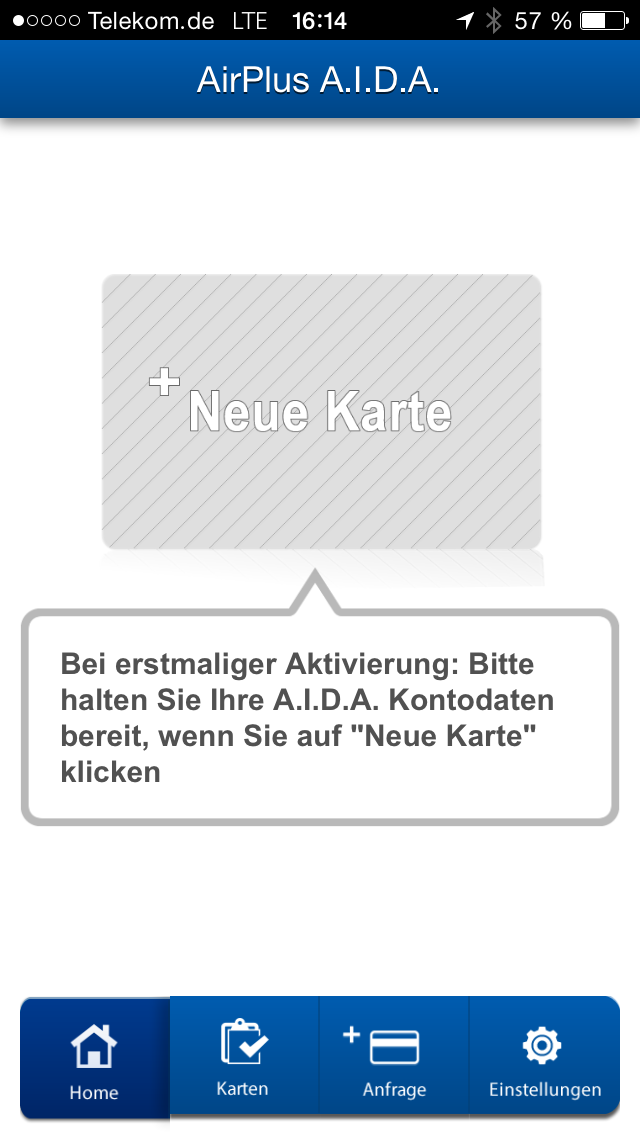 Telekom.de LTE 16:14 57 %
AirPlus A.I.D.A.
+ Neue Karte
Bei erstmaliger Aktivierung: Bitte
halten Sie Ihre A.I.D.A. Kontodaten
bereit, wenn Sie auf "Neue Karte"
klicken
Home Karten Anfrage Einstellungen